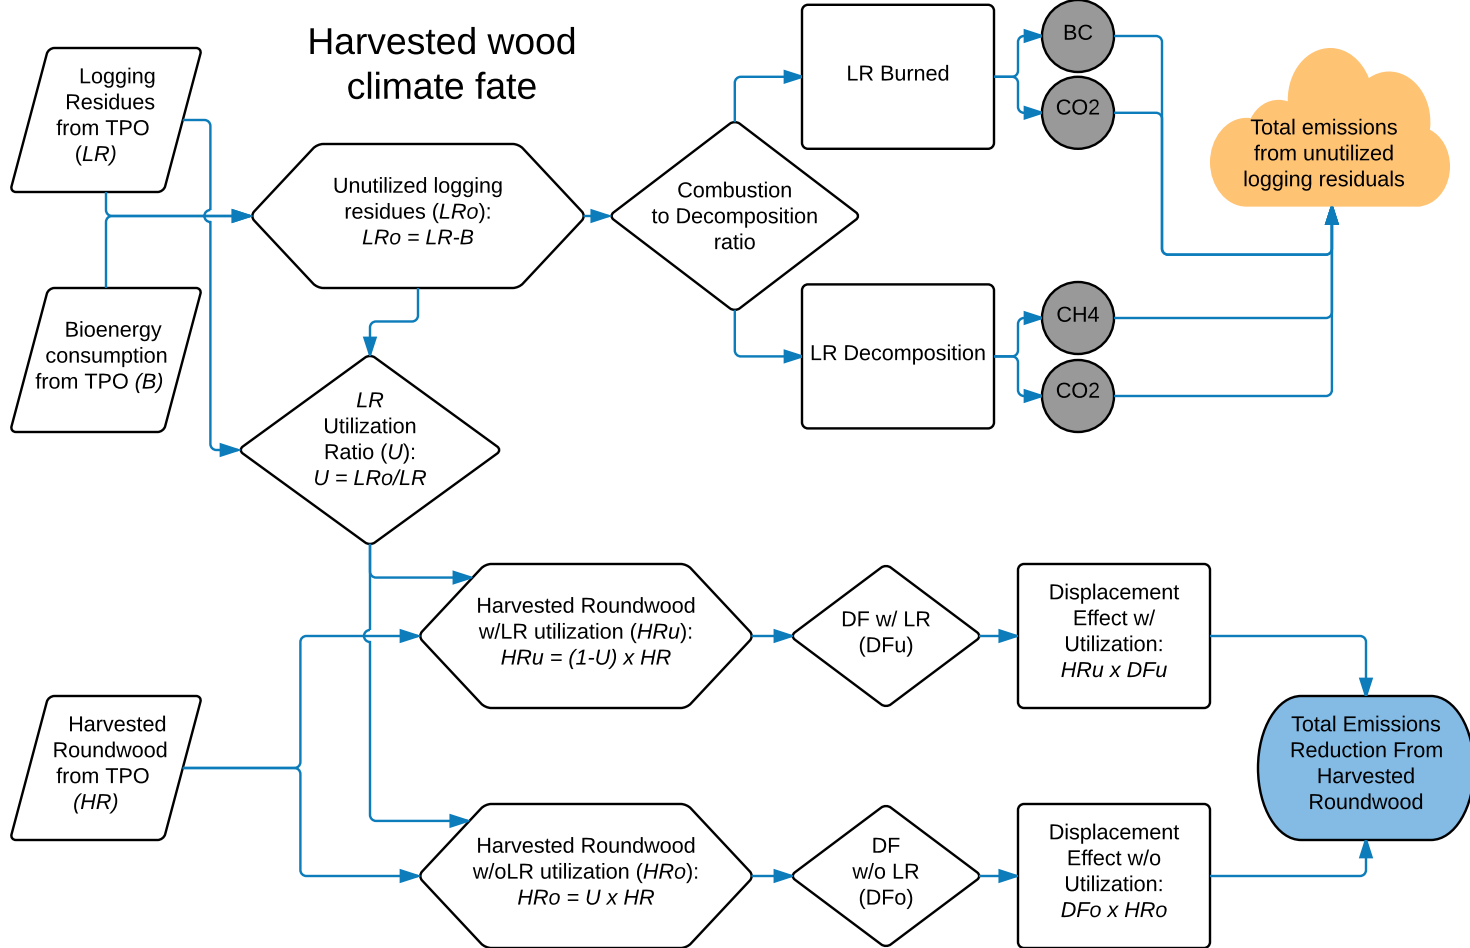 Harvested wood
climate fate
Logging
Residues
from TPO
(LR)
Bioenergy
consumption
from TPO (B)
Unutilized logging
residues (LRo):
LRo = LR-B
Combustion
to Decomposition
ratio
LR Burned
BC
CO2
Total emissions
from unutilized
logging residuals
LR Decomposition
CH4
CO2
LR
Utilization
Ratio (U):
U = LRo/LR
Harvested Roundwood
w/LR utilization (HRu):
HRu = (1-U) x HR
DF w/ LR
(DFu)
Displacement
Effect w/
Utilization:
HRu x DFu
Harvested
Roundwood
from TPO
(HR)
Total Emissions
Reduction From
Harvested
Roundwood
Harvested Roundwood
w/oLR utilization (HRo):
HRo = U x HR
DF
w/o LR
(DFo)
Displacement
Effect w/o
Utilization:
DFo x HRo